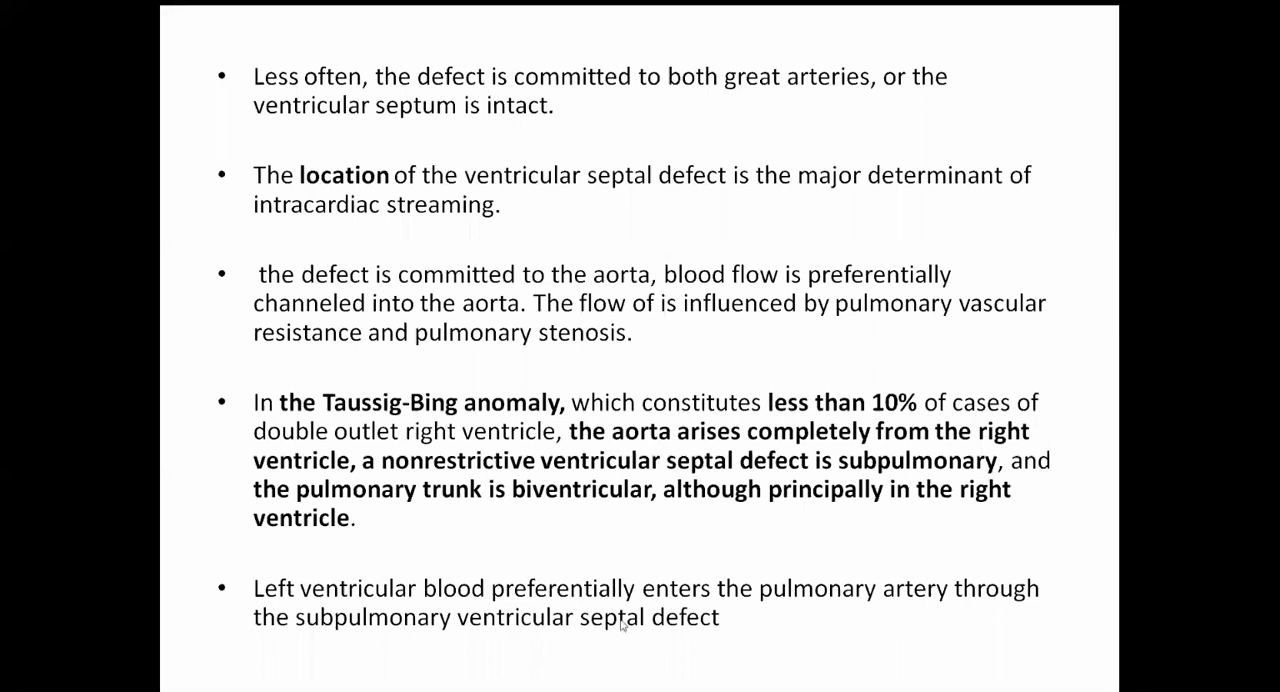 • Less often, the defect is committed to both great arteries, or the
ventricular septum is intact.
• The location of the ventricular septal defect is the major determinant of
intracardiac streaming.
• the defect is committed to the aorta, blood flow is preferentially
channeled into the aorta. The flow of is influenced by pulmonary vascular
resistance and pulmonary stenosis.
• In the Taussig-Bing anomaly, which constitutes less than 10% of cases of
double outlet right ventricle, the aorta arises completely from the right
ventricle, a nonrestrictive ventricular septal defect is subpulmonary, and
the pulmonary trunk is biventricular, although principally in the right
ventricle.
• Left ventricular blood preferentially enters the pulmonary artery through
the subpulmonary ventricular septal defect